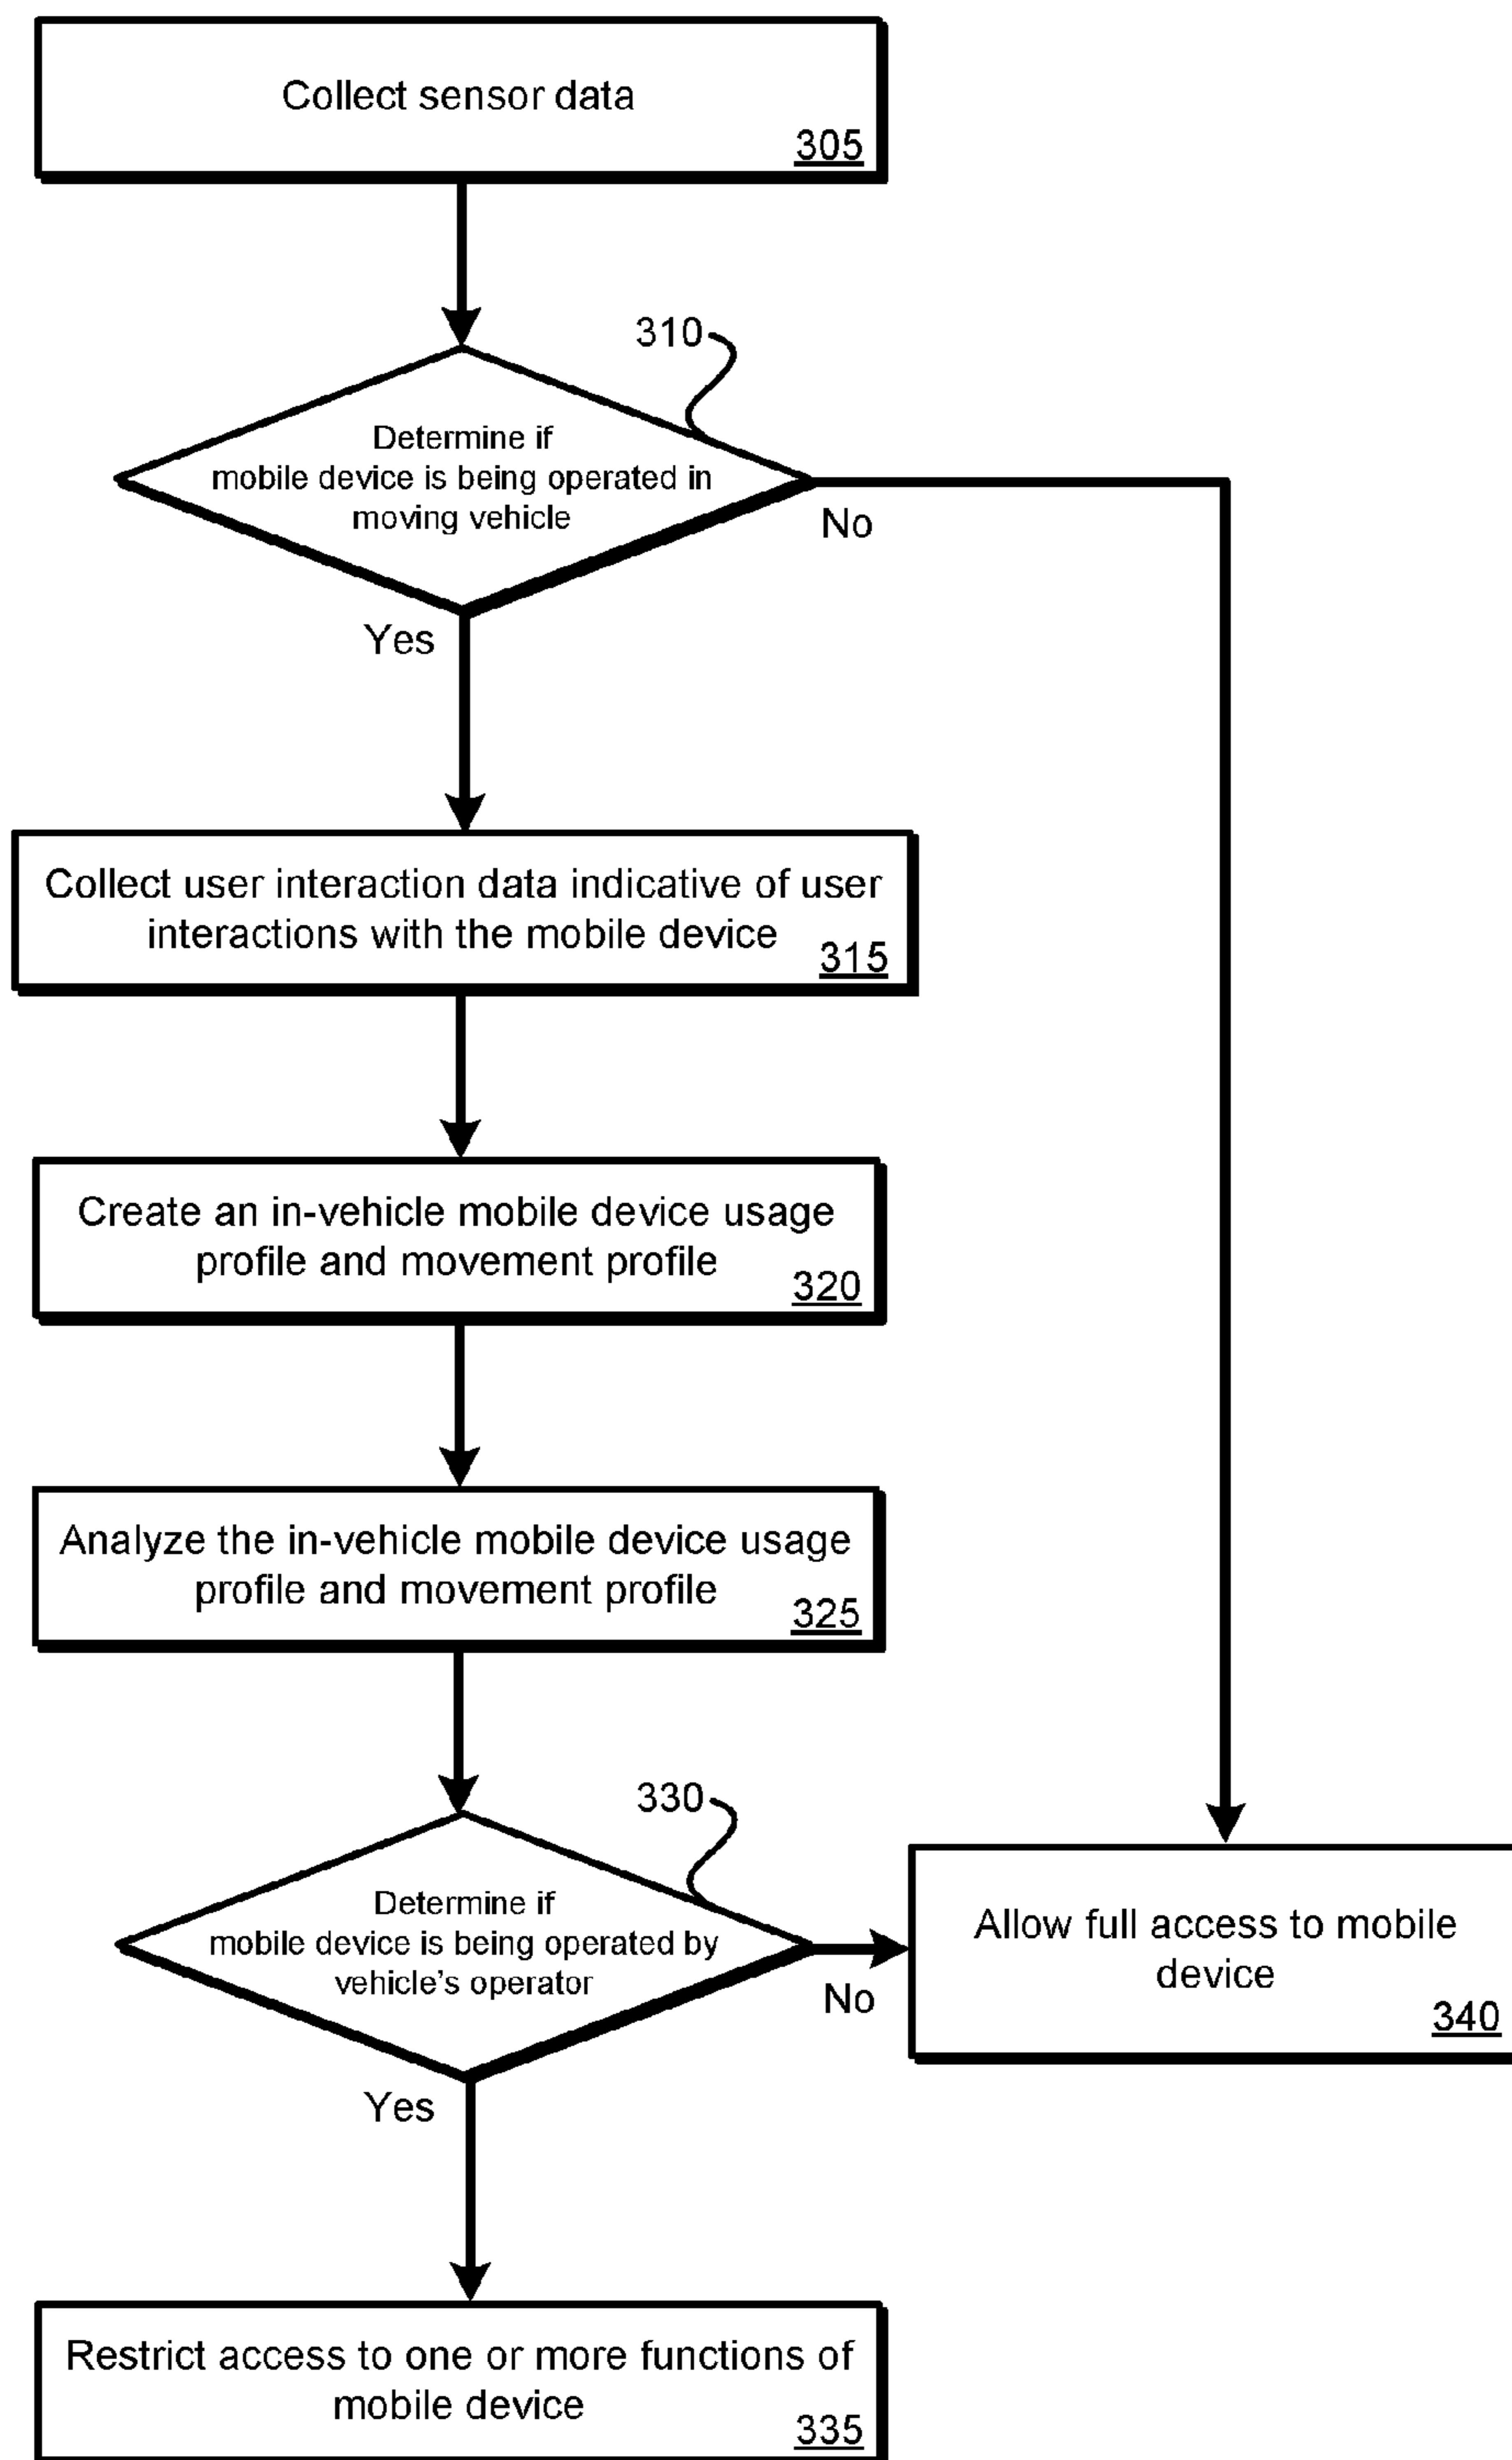 Collect sensor data
305
310
Determine if
mobile device is being operated in
moving vehicle
No
Yes
Collect user interaction data indicative of user
interactions with the mobile device
315
Create an in-vehicle mobile device usage
profile and movement profile
320
Analyze the in-vehicle mobile device usage
profile and movement profile
325
330
Determine if
mobile device is being operated by
vehicle's operator
No
Yes
Allow full access to mobile
device
340
Restrict access to one or more functions of
mobile device
335